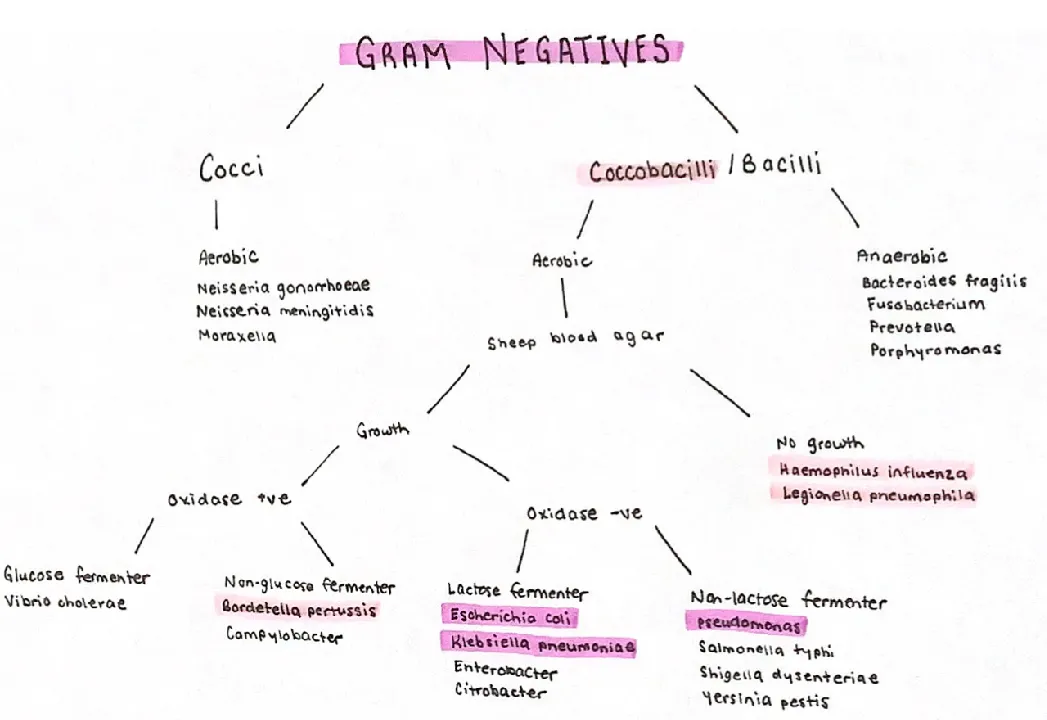 GRAM NEGATIVES
Cocci
Coccobacilli / Bacilli
Aerobic
Neisseria gonorrhoeae
Neisseria meningitidis
Moraxella
Aerobic
Anaerobic
Bacteroides fragilis
Fusobacterium
Prevotella
Porphyromonas
Sheep blood agar
Growth
No growth
Haemophilus influenza
Legionella pneumophila
Oxidase +ve
Oxidase -ve
Glucose fermenter
Vibrio cholerae
Non-glucose fermenter
Bordetella pertussis
Campylobacter
Lactose fermenter
Escherichia coli
Klebsiella pneumoniae
Enterobacter
Citrobacter
Non-lactose fermenter
pseudomonas
Salmonella typhi
Shigella dysenteriae
Yersinia pestis